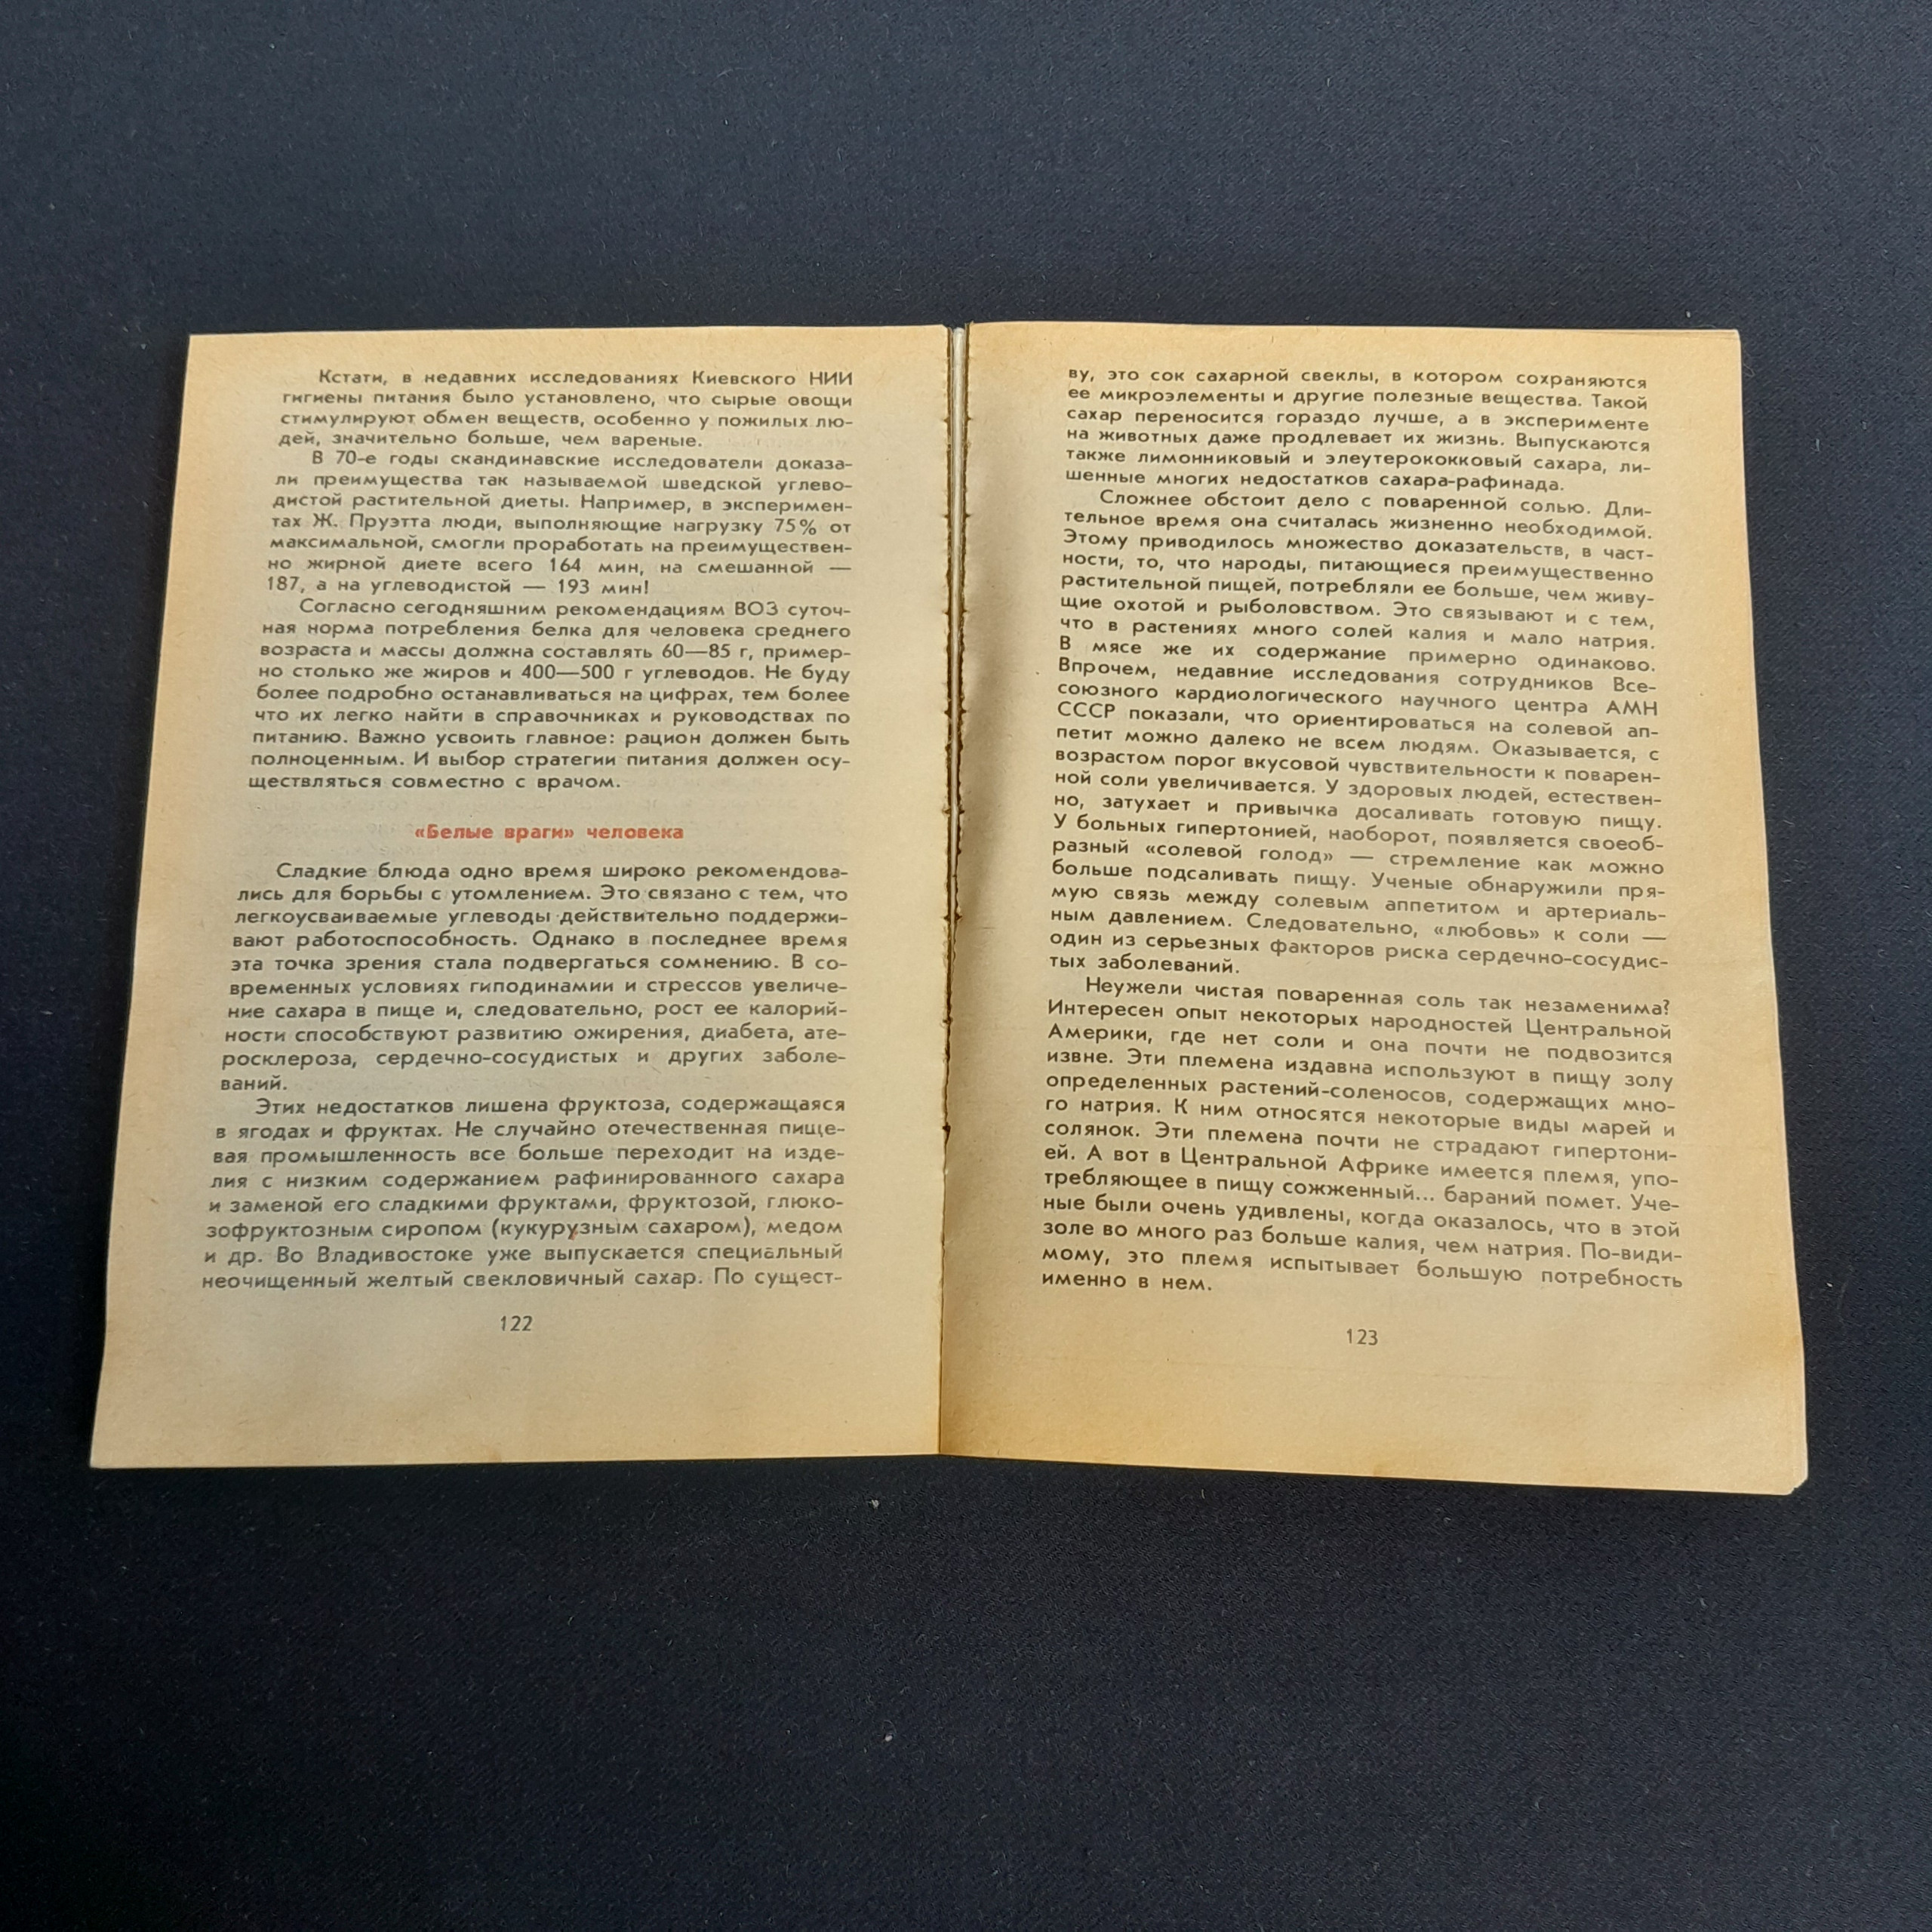 Кстати, в недавних исследованиях Киевского НИИ
гигиены питания было установлено, что сырые овощи
стимулируют обмен веществ, особенно у пожилых лю-
дей, значительно больше, чем вареные.
В 70-е годы скандинавские исследователи доказа-
ли преимущества так называемой шведской углево-
дистой растительной диеты. Например, в эксперимен-
тах Ж. Пруэтта люди, выполняющие нагрузку 75% от
максимальной, смогли проработать на преимуществен-
но жирной диете всего 164 мин, на смешанной —
187, а на углеводистой — 193 мин!
Согласно сегодняшним рекомендациям ВОЗ суточ-
ная норма потребления белка для человека среднего
возраста и массы должна составлять 60—85 г, пример-
но столько же жиров и 400—500 г углеводов. Не буду
более подробно останавливаться на цифрах, тем более
что их легко найти в справочниках и руководствах по
питанию. Важно усвоить главное: рацион должен быть
полноценным. И выбор стратегии питания должен осу-
ществляться совместно с врачом.
«Белые враги» человека
Сладкие блюда одно время широко рекомендова-
лись для борьбы с утомлением. Это связано с тем, что
легкоусваиваемые углеводы действительно поддержи-
вают работоспособность. Однако в последнее время
эта точка зрения стала подвергаться сомнению. В со-
временных условиях гиподинамии и стрессов увеличе-
ние сахара в пище и, следовательно, рост ее калорий-
ности способствуют развитию ожирения, диабета, ате-
росклероза, сердечно-сосудистых и других заболе-
ваний.
Этих недостатков лишена фруктоза, содержащаяся
в ягодах и фруктах. Не случайно отечественная пище-
вая промышленность все больше переходит на изде-
лия с низким содержанием рафинированного сахара
и заменой его сладкими фруктами, фруктозой, глюко-
зофруктозным сиропом (кукурузным сахаром), медом
и др. Во Владивостоке уже выпускается специальный
неочищенный желтый свекловичный сахар. По сущест-
122
ву, это сок сахарной свеклы, в котором сохраняются
ее микроэлементы и другие полезные вещества. Такой
сахар переносится гораздо лучше, а в эксперименте
на животных даже продлевает их жизнь. Выпускаются
также лимонниковый и элеутерококковый сахара, ли-
шенные многих недостатков сахара-рафинада.
Сложнее обстоит дело с поваренной солью. Дли-
тельное время она считалась жизненно необходимой.
Этому приводилось множество доказательств, в част-
ности, то, что народы, питающиеся преимущественно
растительной пищей, потребляли ее больше, чем живу-
щие охотой и рыболовством. Это связывают и с тем,
что в растениях много солей калия и мало натрия.
В мясе же их содержание примерно одинаково.
Впрочем, недавние исследования сотрудников Все-
союзного кардиологического научного центра АМН
СССР показали, что ориентироваться на солевой ап-
петит можно далеко не всем людям. Оказывается, с
возрастом порог вкусовой чувствительности к поварен-
ной соли увеличивается. У здоровых людей, естествен-
но, затухает и привычка досаливать готовую пищу.
У больных гипертонией, наоборот, появляется своеоб-
разный «солевой голод» — стремление как можно
больше подсаливать пищу. Ученые обнаружили пря-
мую связь между солевым аппетитом и артериаль-
ным давлением. Следовательно, «любовь» к соли —
один из серьезных факторов риска сердечно-сосудис-
тых заболеваний.
Неужели чистая поваренная соль так незаменима?
Интересен опыт некоторых народностей Центральной
Америки, где нет соли и она почти не подвозится
извне. Эти племена издавна используют в пищу золу
определенных растений-соленосов, содержащих мно-
го натрия. К ним относятся некоторые виды марей и
солянок. Эти племена почти не страдают гипертони-
ей. А вот в Центральной Африке имеется племя, упо-
требляющее в пищу сожженный... бараний помет. Уче-
ные были очень удивлены, когда оказалось, что в этой
золе во много раз больше калия, чем натрия. По-види-
мому, это племя испытывает большую потребность
именно в нем.
123